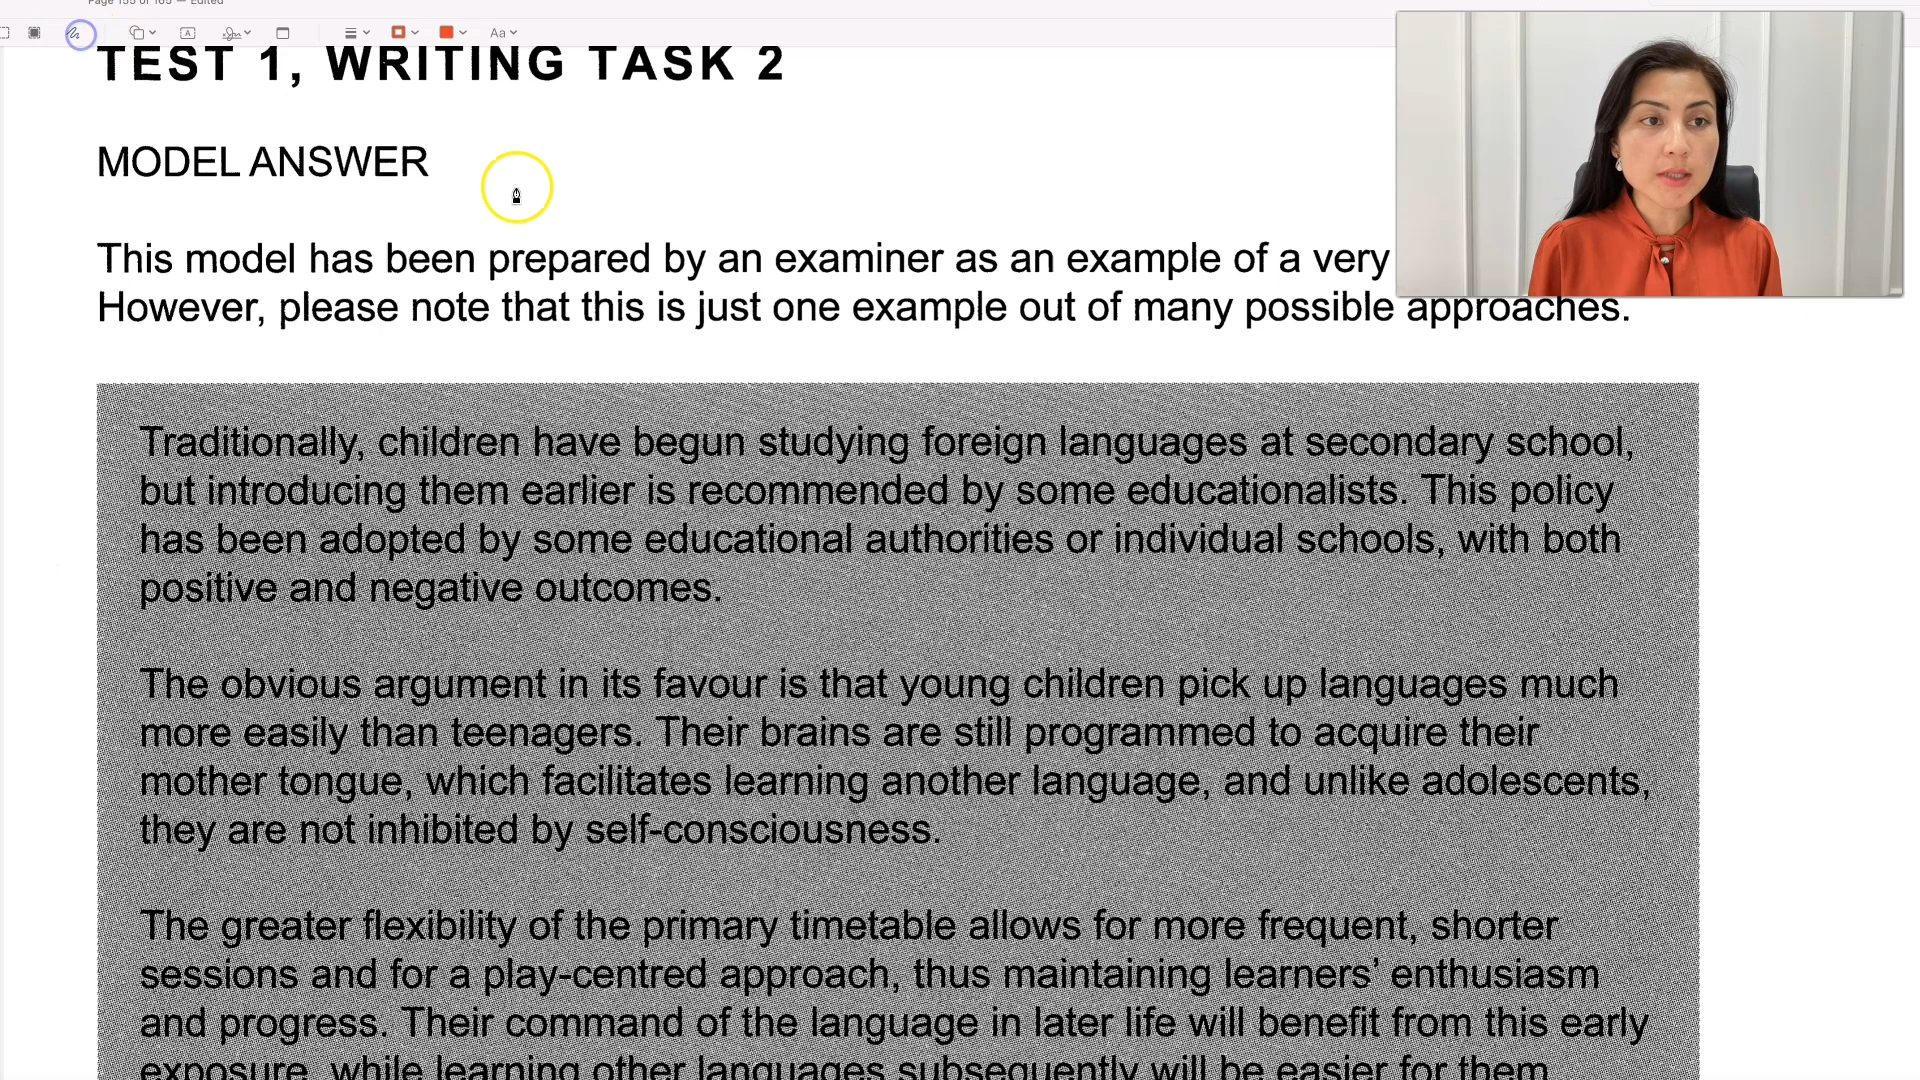 Page 155 of 165 — Edited
Aa
TEST 1, WRITING TASK 2
MODEL ANSWER
This model has been prepared by an examiner as an example of a very
However, please note that this is just one example out of many possible approaches.
Traditionally, children have begun studying foreign languages at secondary school,
but introducing them earlier is recommended by some educationalists. This policy
has been adopted by some educational authorities or individual schools, with both
positive and negative outcomes.
The obvious argument in its favour is that young children pick up languages much
more easily than teenagers. Their brains are still programmed to acquire their
mother tongue, which facilitates learning another language, and unlike adolescents,
they are not inhibited by self-consciousness.
The greater flexibility of the primary timetable allows for more frequent, shorter
sessions and for a play-centred approach, thus maintaining learners’ enthusiasm
and progress. Their command of the language in later life will benefit from this early
exposure, while learning other languages subsequently will be easier for them